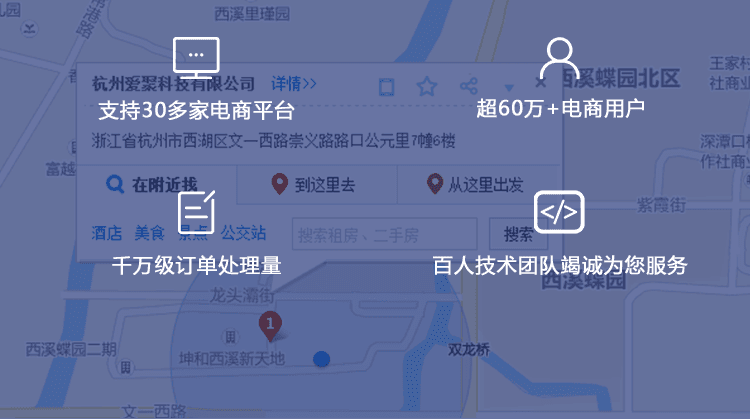 西溪里瑾园
杭州爱聚科技有限公司 详情>>
支持30多家电商平台
超60万+电商用户
西溪蝶园北区
王家村
社商业
浙江省杭州市西湖区文一西路崇义路路口公元里7幢6楼
深潭口村
作社商
富越
在附近找
到这里去
从这里出发
紫霞街
酒店 美食 景点 公交站
搜索租房、二手房
搜索
千万级订单处理量
百人技术团队竭诚为您服务
西溪蝶园
龙头灞街
1
西溪蝶园二期
坤和西溪新天地
双龙桥
文一西路